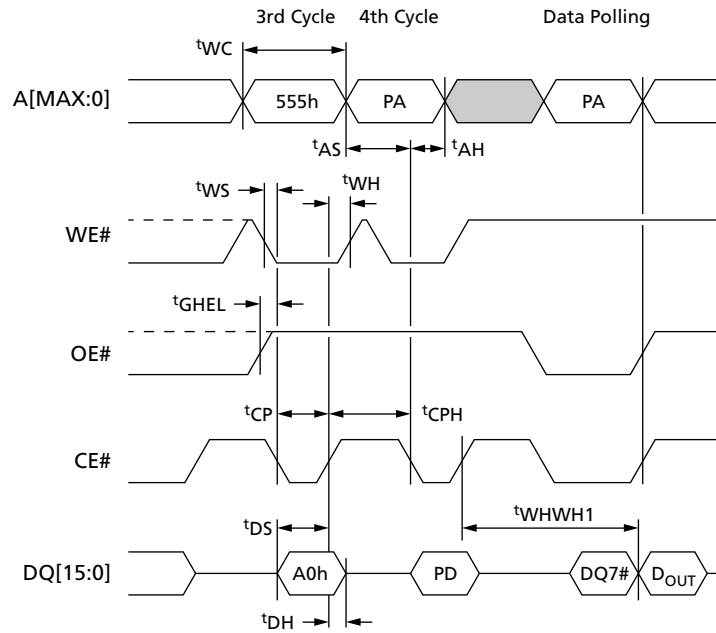 3rd Cycle 4th Cycle Data Polling
tWC
A[MAX:0] 555h PA PA
tAS tAH
tWS tWH
WE#
tGHEL
OE#
tCP tCPH
CE#
tWHWH1
tDS
DQ[15:0] A0h PD DQ7# DOUT
tDH